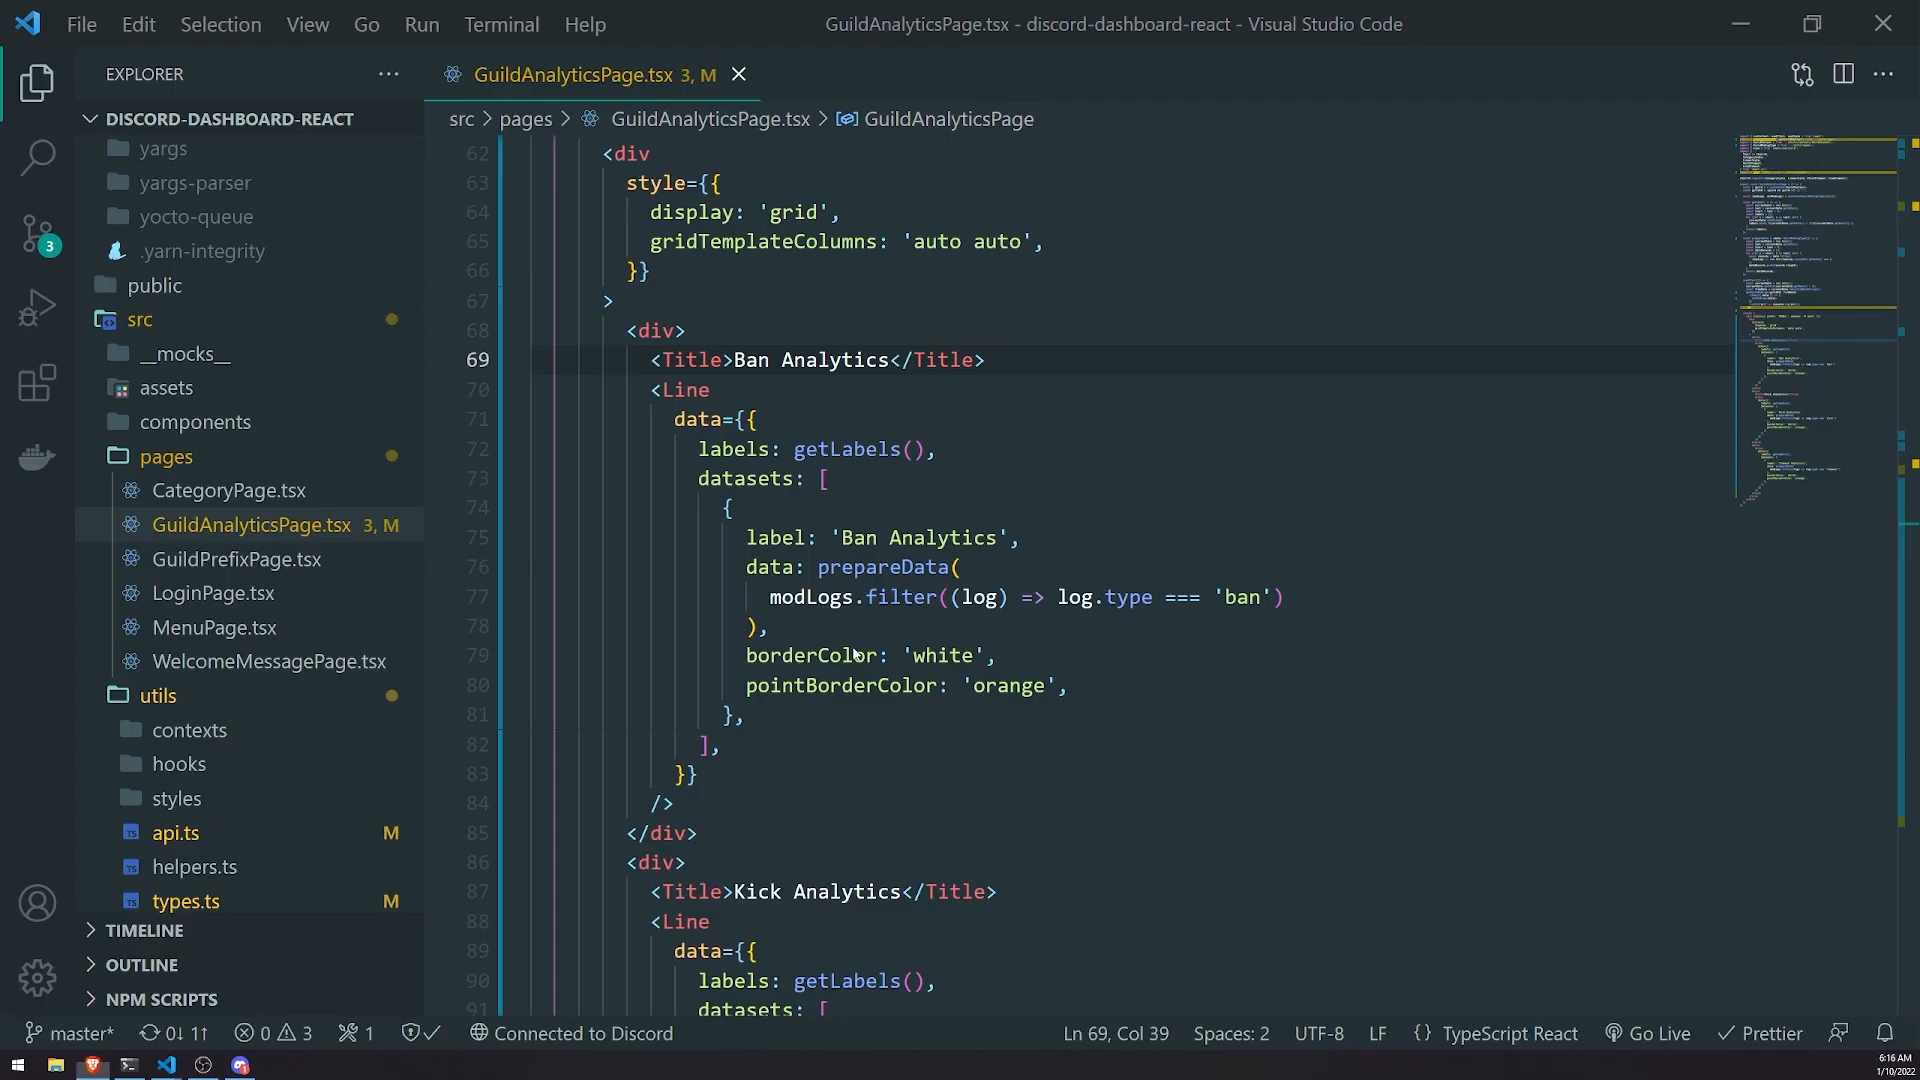 File Edit Selection View Go Run Terminal Help
GuildAnalyticsPage.tsx - discord-dashboard-react - Visual Studio Code
EXPLORER
GuildAnalyticsPage.tsx 3, M
DISCORD-DASHBOARD-REACT
src > pages > GuildAnalyticsPage.tsx > GuildAnalyticsPage
yargs
yargs-parser
yocto-queue
.yarn-integrity
public
src
__mocks__
assets
components
pages
CategoryPage.tsx
GuildAnalyticsPage.tsx 3, M
GuildPrefixPage.tsx
LoginPage.tsx
MenuPage.tsx
WelcomeMessagePage.tsx
utils
contexts
hooks
styles
api.ts M
helpers.ts
types.ts M
TIMELINE
OUTLINE
NPM SCRIPTS
3
62 <div
63 style={{
64 display: 'grid',
65 gridTemplateColumns: 'auto auto',
66 }}
67 >
68 <div>
69 <Title>Ban Analytics</Title>
70 <Line
71 data={{
72 labels: getLabels(),
73 datasets: [
74 {
75 label: 'Ban Analytics',
76 data: prepareData(
77 modLogs.filter((log) => log.type === 'ban')
78 ),
79 borderColor: 'white',
80 pointBorderColor: 'orange',
81 },
82 ],
83 }}
84 />
85 </div>
86 <div>
87 <Title>Kick Analytics</Title>
88 <Line
89 data={{
90 labels: getLabels(),
91 datasets: [
master* 0↓ 1↑ 0 3 1 Connected to Discord
Ln 69, Col 39 Spaces: 2 UTF-8 LF {} TypeScript React Go Live Prettier
6:16 AM
1/10/2022